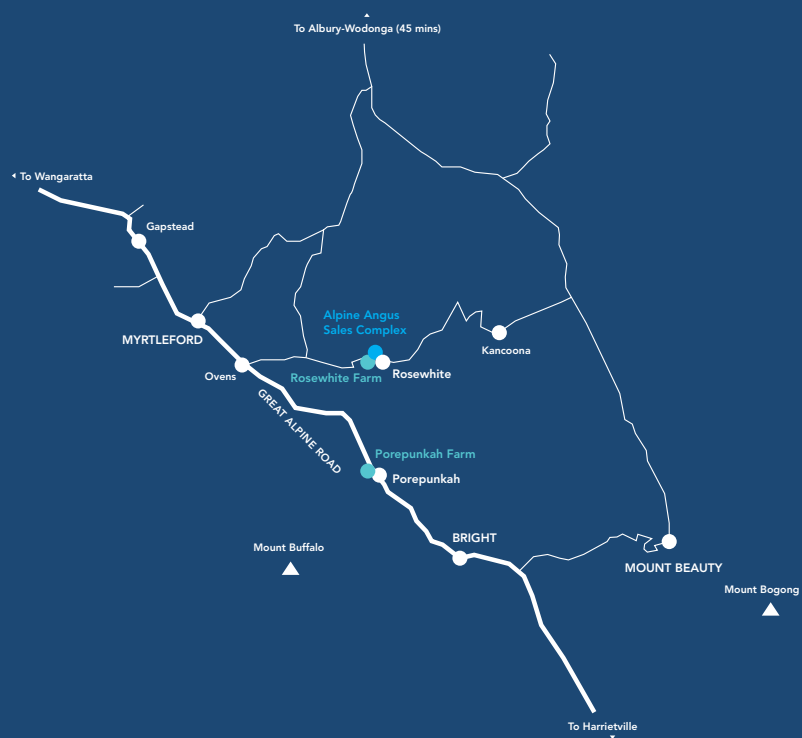 To Albury-Wodonga (45 mins)
To Wangaratta
Gapstead
Alpine Angus
Sales Complex
MYRTLEFORD
Kancoona
Ovens
Rosewhite Farm
Rosewhite
GREAT ALPINE ROAD
Porepunkah Farm
Porepunkah
BRIGHT
Mount Buffalo
MOUNT BEAUTY
Mount Bogong
To Harrietville